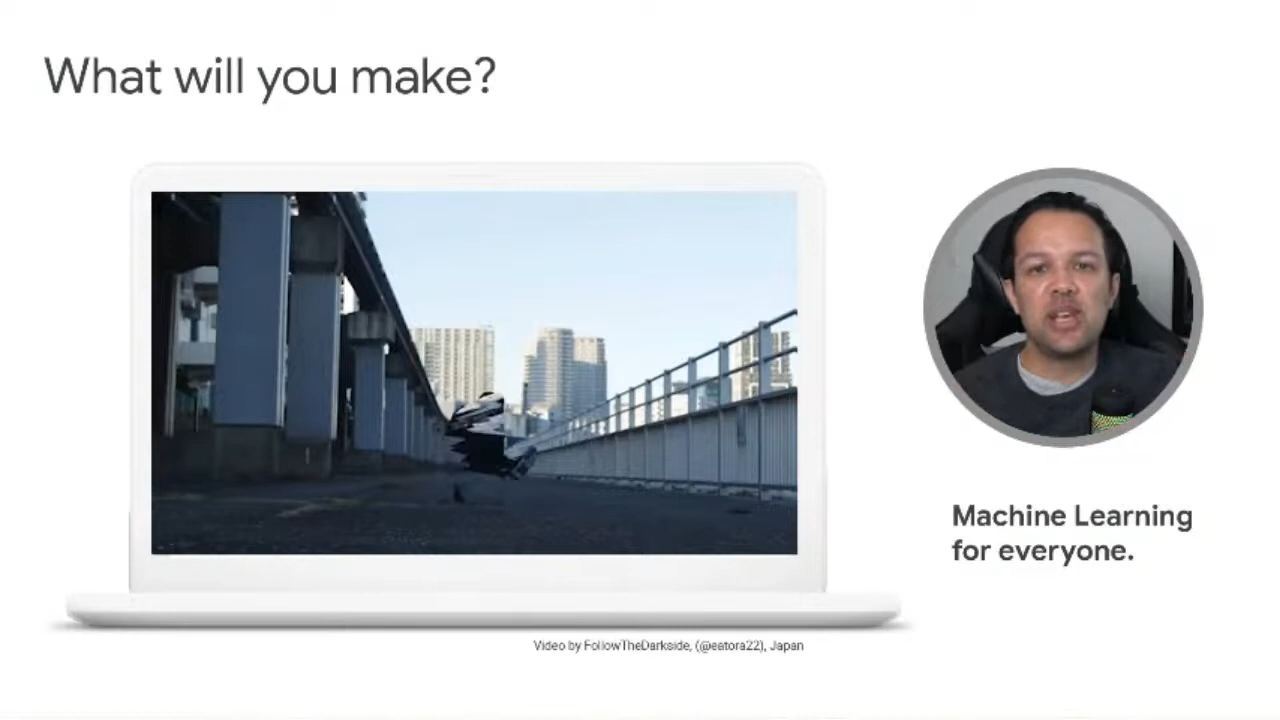 What will you make?
Machine Learning
for everyone.
Video by FollowTheDarkside, (@eatora22), Japan